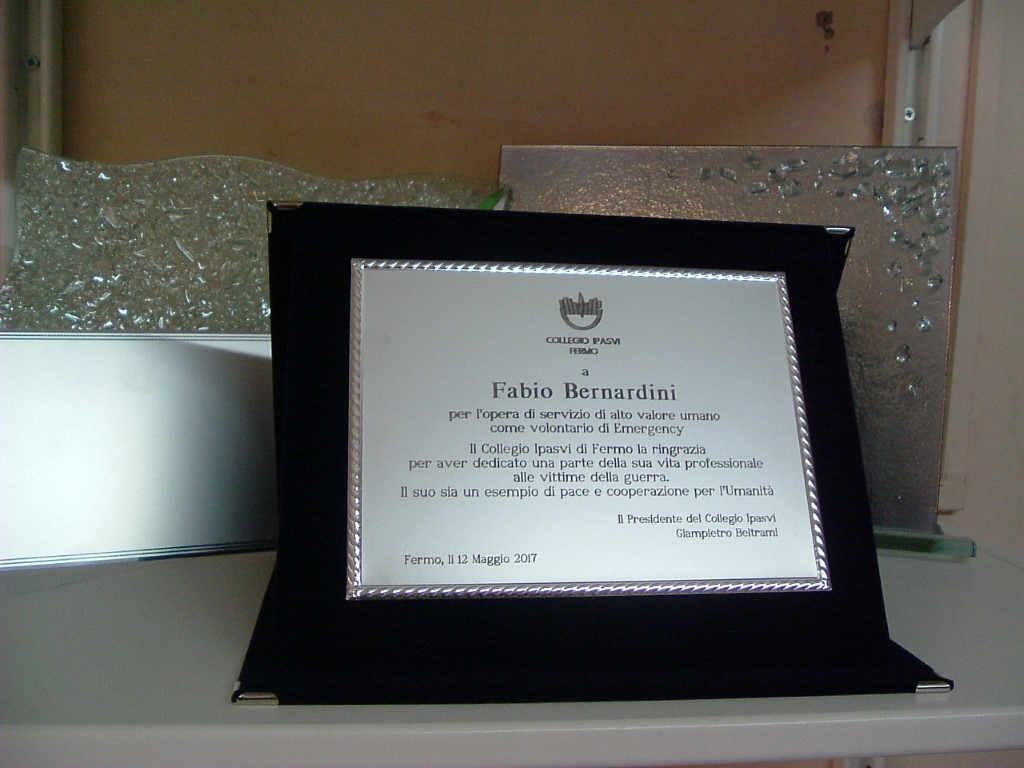 COLLEGIO IPASVI
FERMO
a
Fabio Bernardini
per l'opera di servizio di alto valore umano
come volontario di Emergency
Il Collegio Ipasvi di Fermo la ringrazia
per aver dedicato una parte della sua vita professionale
alle vittime della guerra.
Il suo sia un esempio di pace e cooperazione per l'Umanità
Il Presidente del Collegio Ipasvi
Giampietro Beltrami
Fermo, li 12 Maggio 2017